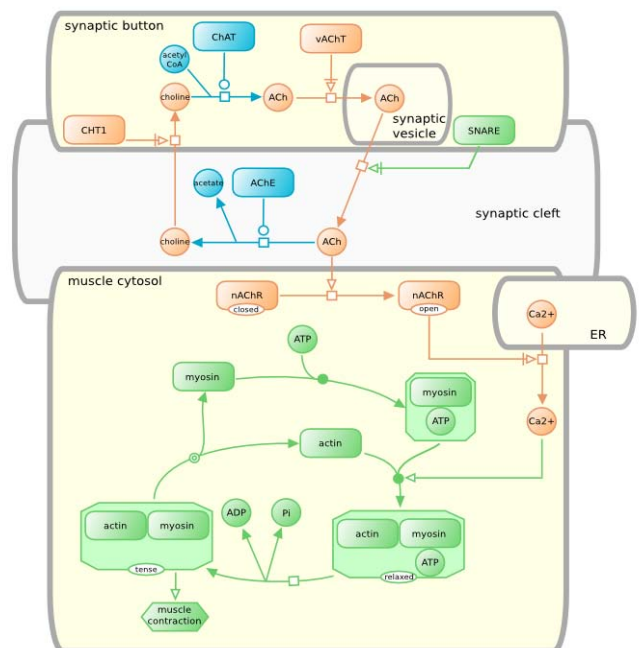 synaptic button
ChAT
vAChT
acetyl
CoA
choline
ACh
ACh
synaptic
vesicle
CHT1
SNARE
acetate
AChE
synaptic cleft
choline
ACh
muscle cytosol
nAChR
closed
nAChR
open
Ca2+
ER
ATP
myosin
myosin
ATP
Ca2+
actin
ADP
Pi
actin
myosin
tense
actin
myosin
ATP
relaxed
muscle
contraction